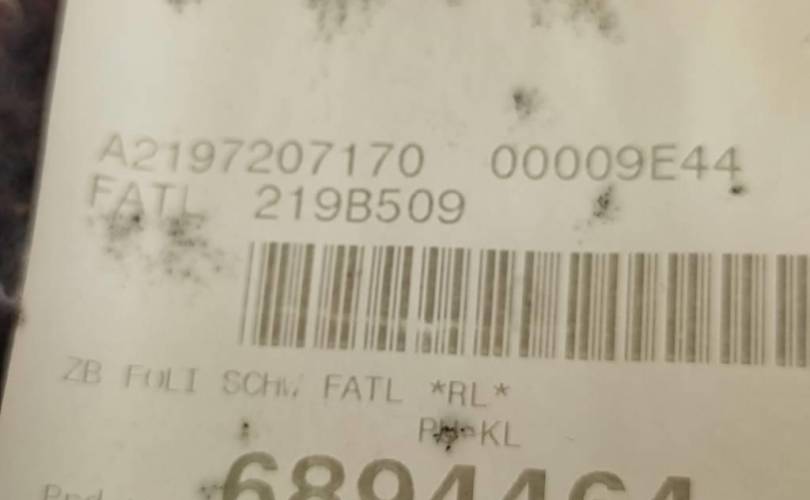 A2197207170 00009E44
FATL 219B509
ZB FOLI SCHW FATL *RL*